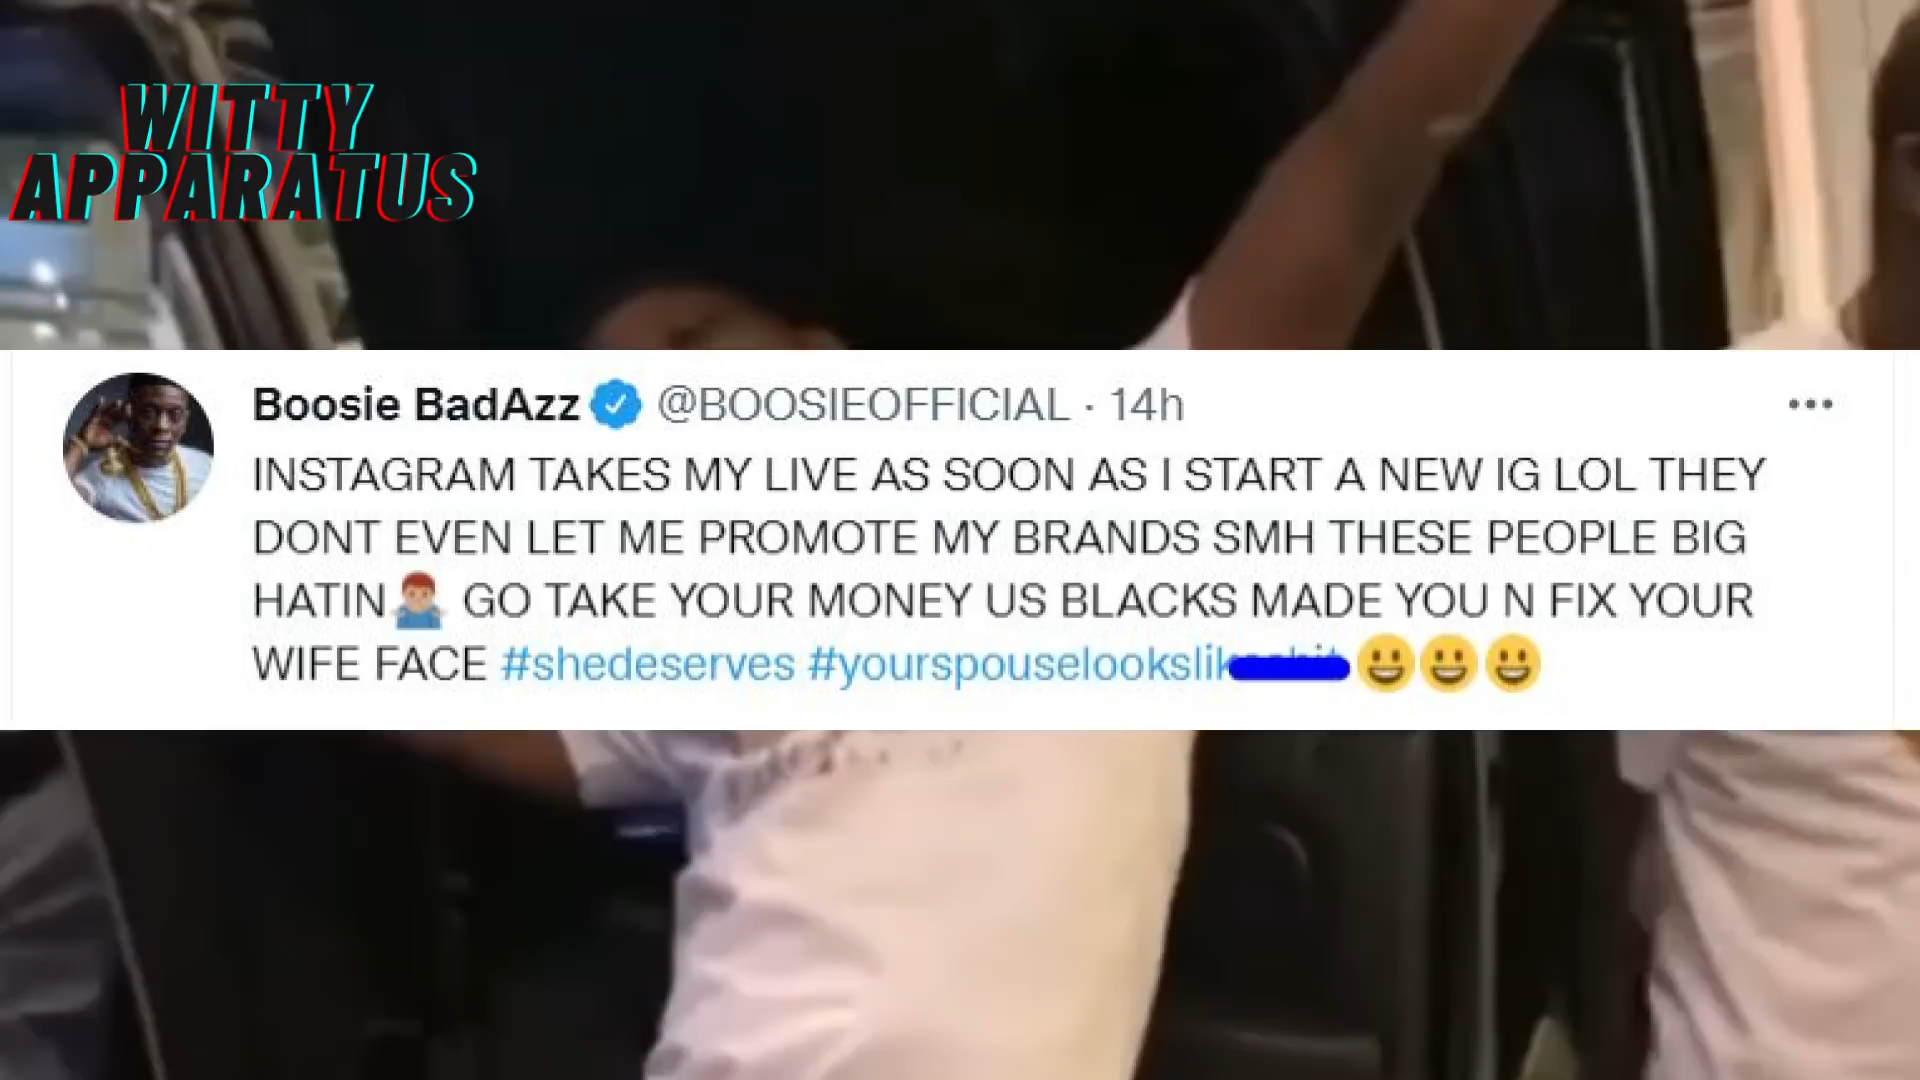 WITTY
APPARATUS
Boosie BadAzz @BOOSIEOFFICIAL · 14h
INSTAGRAM TAKES MY LIVE AS SOON AS I START A NEW IG LOL THEY
DONT EVEN LET ME PROMOTE MY BRANDS SMH THESE PEOPLE BIG
HATIN🤷🏼‍♂️ GO TAKE YOUR MONEY US BLACKS MADE YOU N FIX YOUR
WIFE FACE #shedeserves #yourspouselookslik 😀😀😀